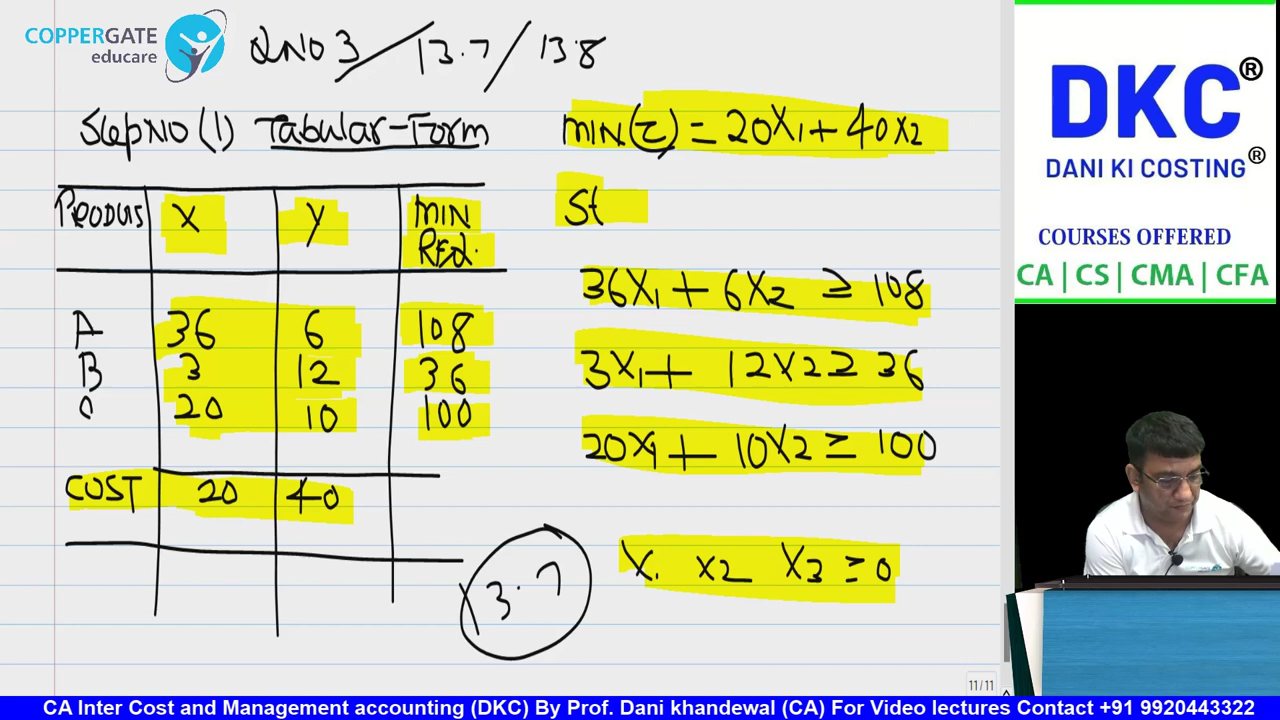 COPPERGATE
educare
QNO 3 / 13.7 / 13.8
Step NO (1) Tabular-Form
MIN(Z) = 20X1 + 40X2
PRODUIS X Y MIN REQ.
St
A 36 6 108
36X1 + 6X2 ≥ 108
B 3 12 36
3X1 + 12X2 ≥ 36
C 20 10 100
20X1 + 10X2 ≥ 100
COST 20 40
13.7
X1 X2 X3 ≥ 0
11/11
DKC®
DANI KI COSTING®
COURSES OFFERED
CA | CS | CMA | CFA
CA Inter Cost and Management accounting (DKC) By Prof. Dani khandewal (CA) For Video lectures Contact +91 9920443322